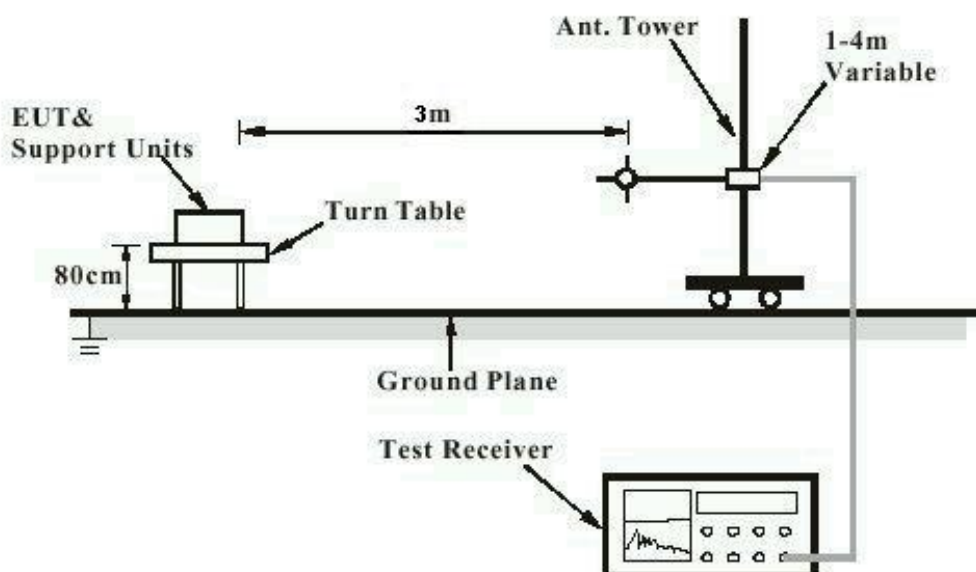 Ant. Tower
1-4m
Variable
EUT&
Support Units
3m
Turn Table
80cm
Ground Plane
Test Receiver